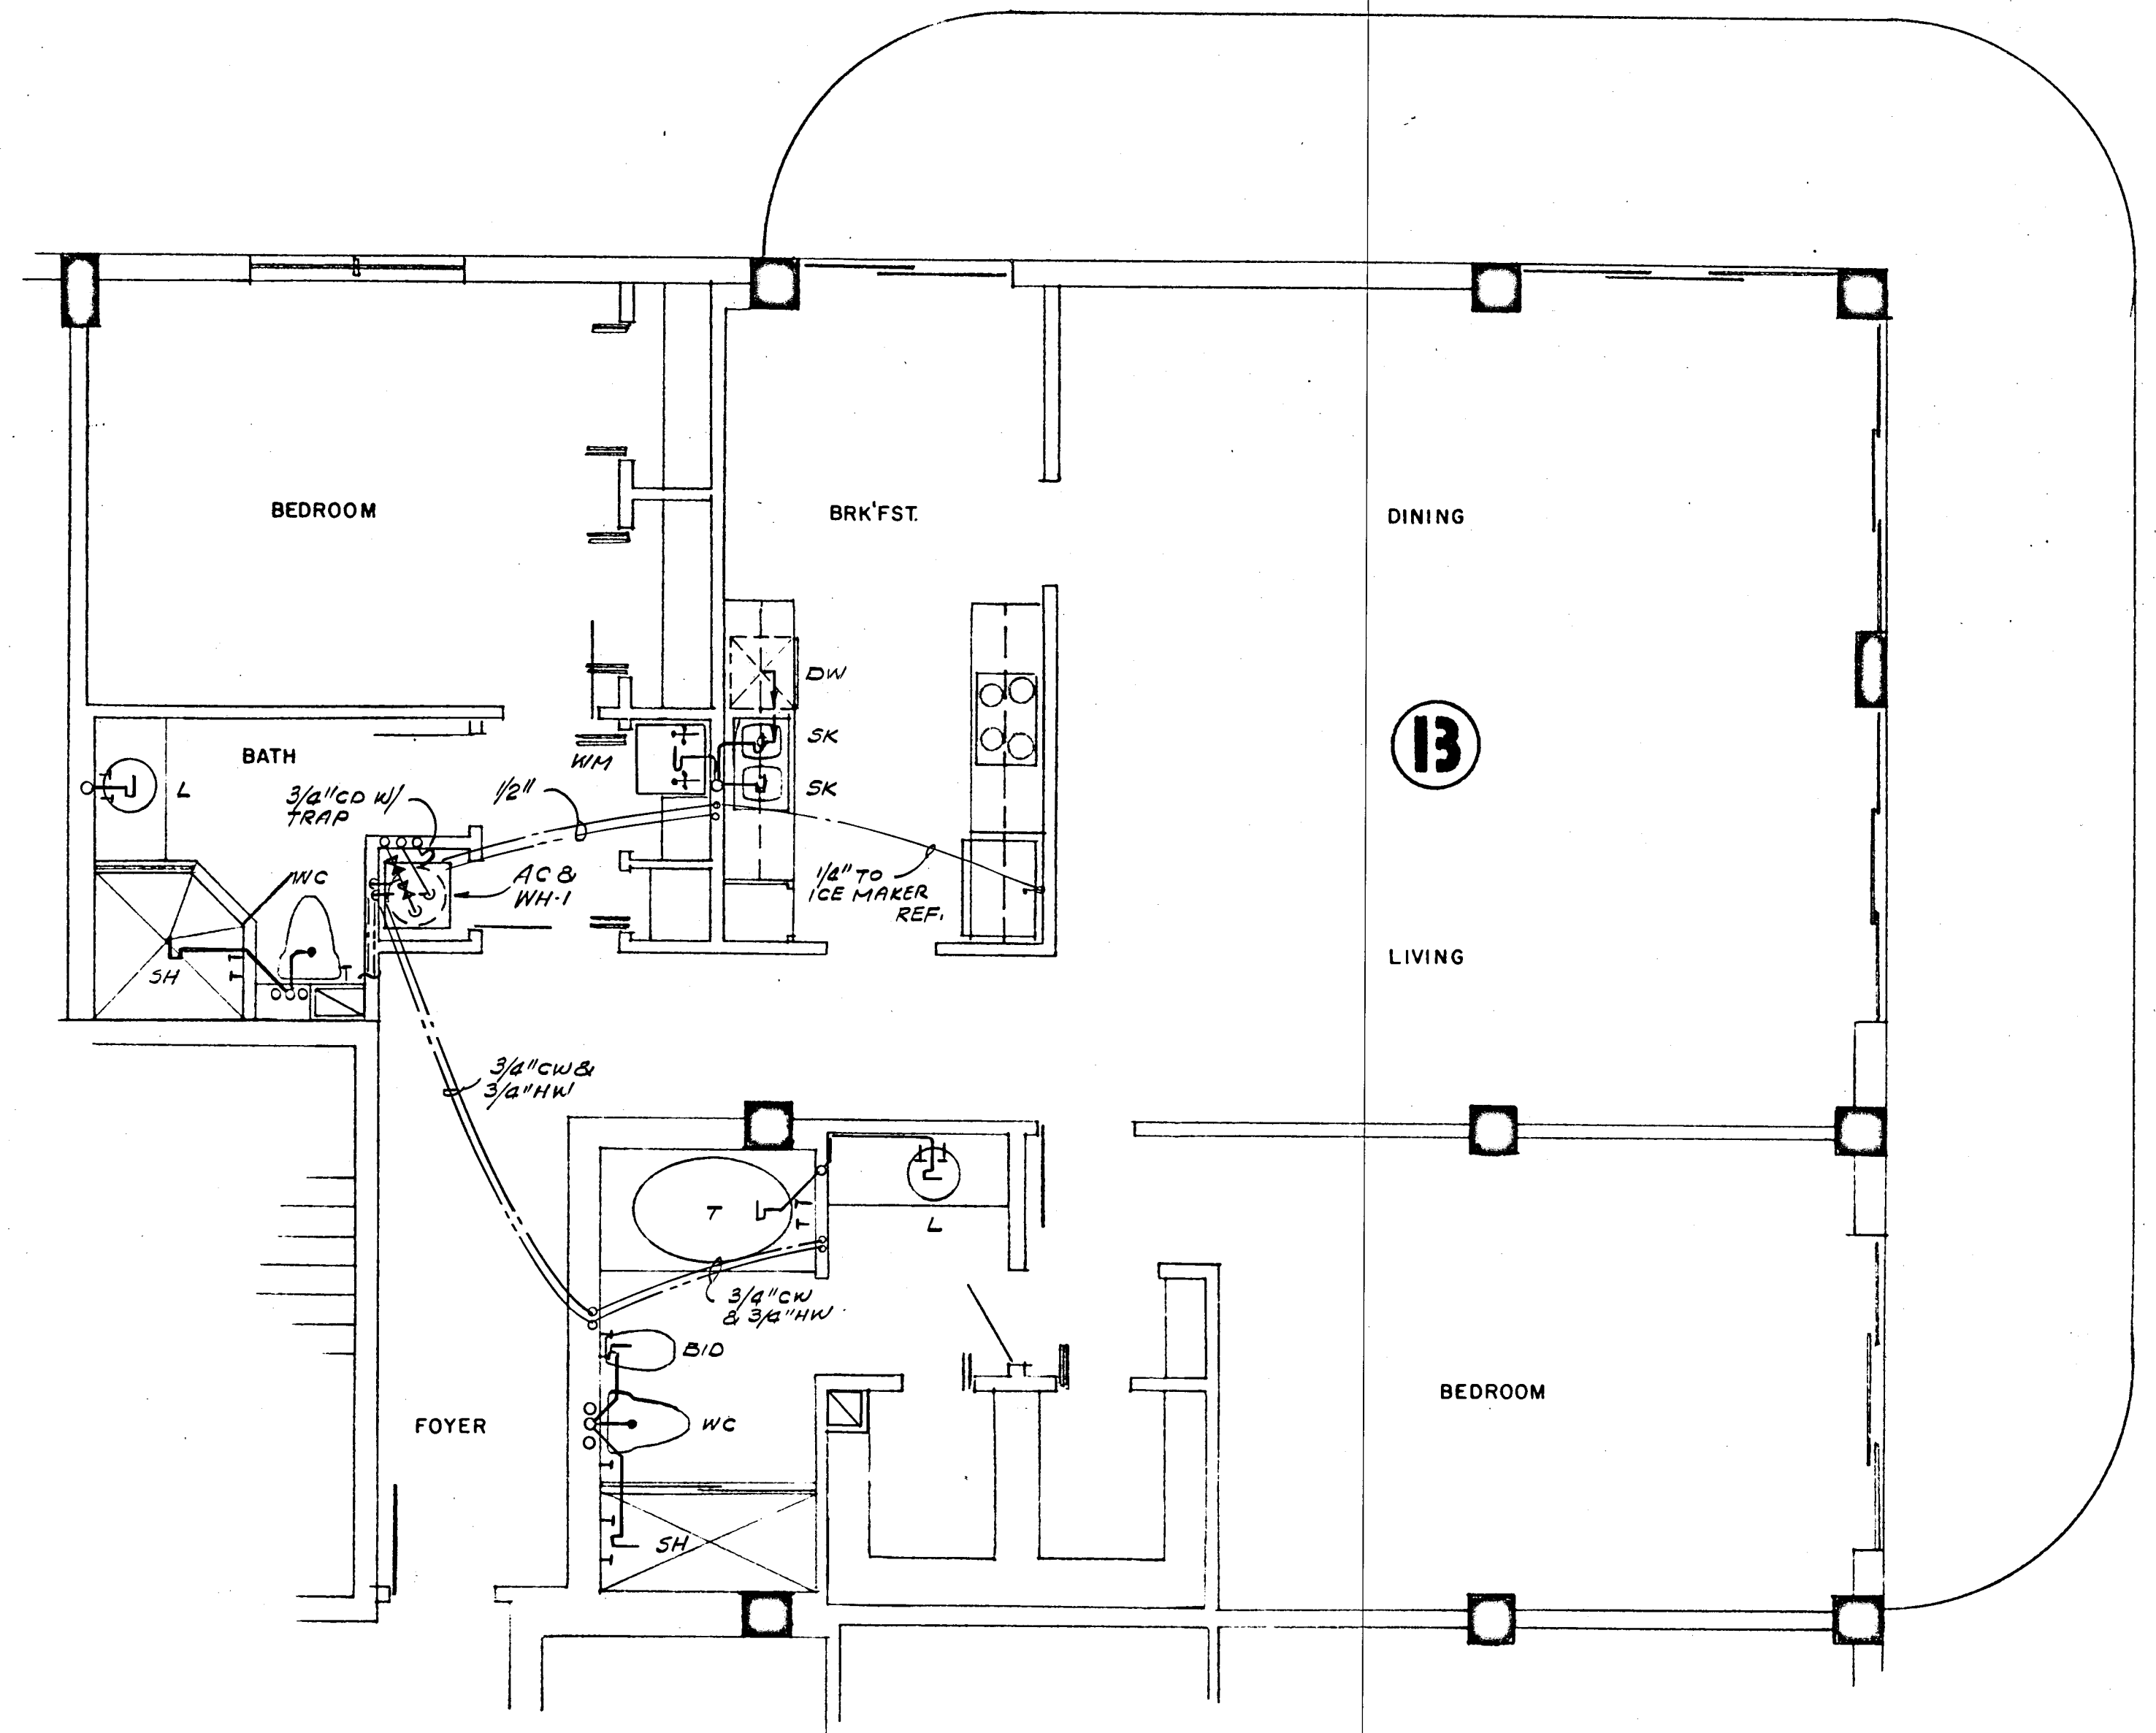 BEDROOM
BRK'FST.
DINING
DW
SK
SK
13
BATH
L
3/4"CD W/
TRAP
1/2"
WM
WC
AC &
WH-1
1/4" TO
ICE MAKER
REF.
SH
LIVING
3/4"CW &
3/4"HW
T
L
3/4"CW
& 3/4"HW
BID
WC
BEDROOM
FOYER
SH